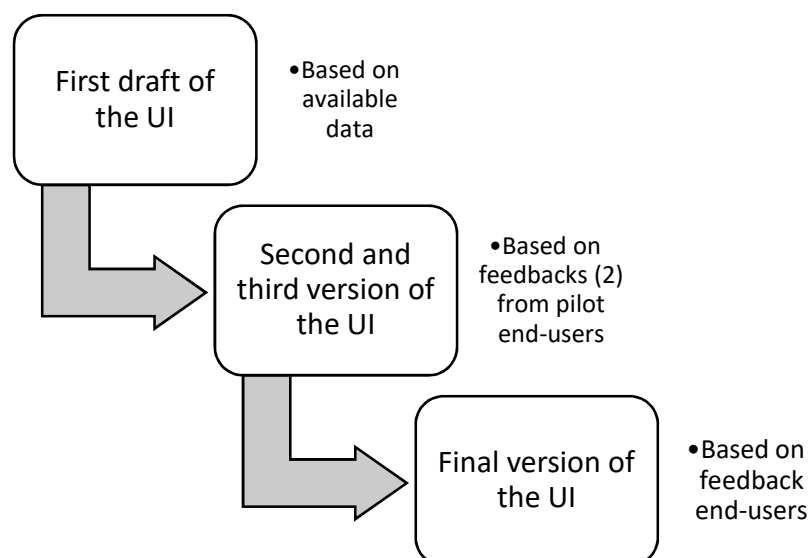 First draft of
the UI
•Based on
available
data
Second and
third version of
the UI
•Based on
feedbacks (2)
from pilot
end-users
Final version of
the UI
•Based on
feedback
end-users